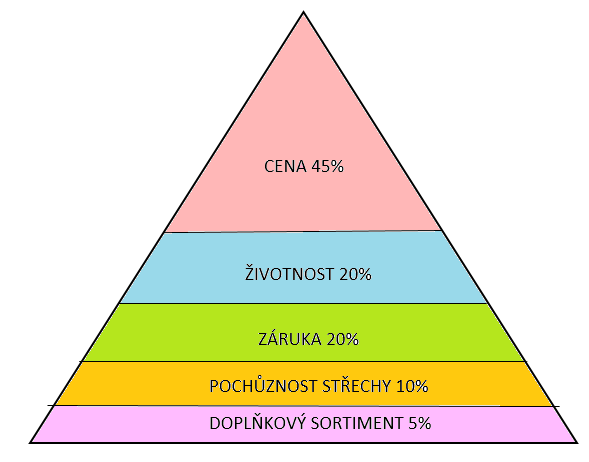 CENA 45%
ŽIVOTNOST 20%
ZÁRUKA 20%
POCHŮZNOST STŘECHY 10%
DOPLŇKOVÝ SORTIMENT 5%